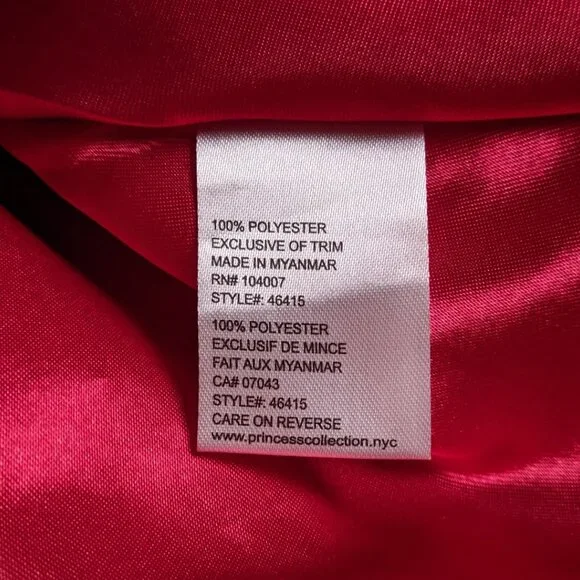 100% POLYESTER
EXCLUSIVE OF TRIM
MADE IN MYANMAR
RN# 104007
STYLE#: 46415
100% POLYESTER
EXCLUSIF DE MINCE
FAIT AUX MYANMAR
CA# 07043
STYLE#: 46415
CARE ON REVERSE
www.princesscollection.nyc